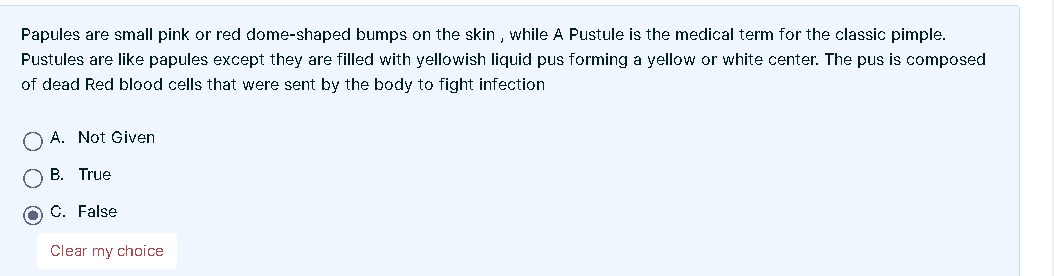 Papules are small pink or red dome-shaped bumps on the skin , while A Pustule is the medical term for the classic pimple.
Pustules are like papules except they are filled with yellowish liquid pus forming a yellow or white center. The pus is composed
of dead Red blood cells that were sent by the body to fight infection
A. Not Given
B. True
C. False
Clear my choice